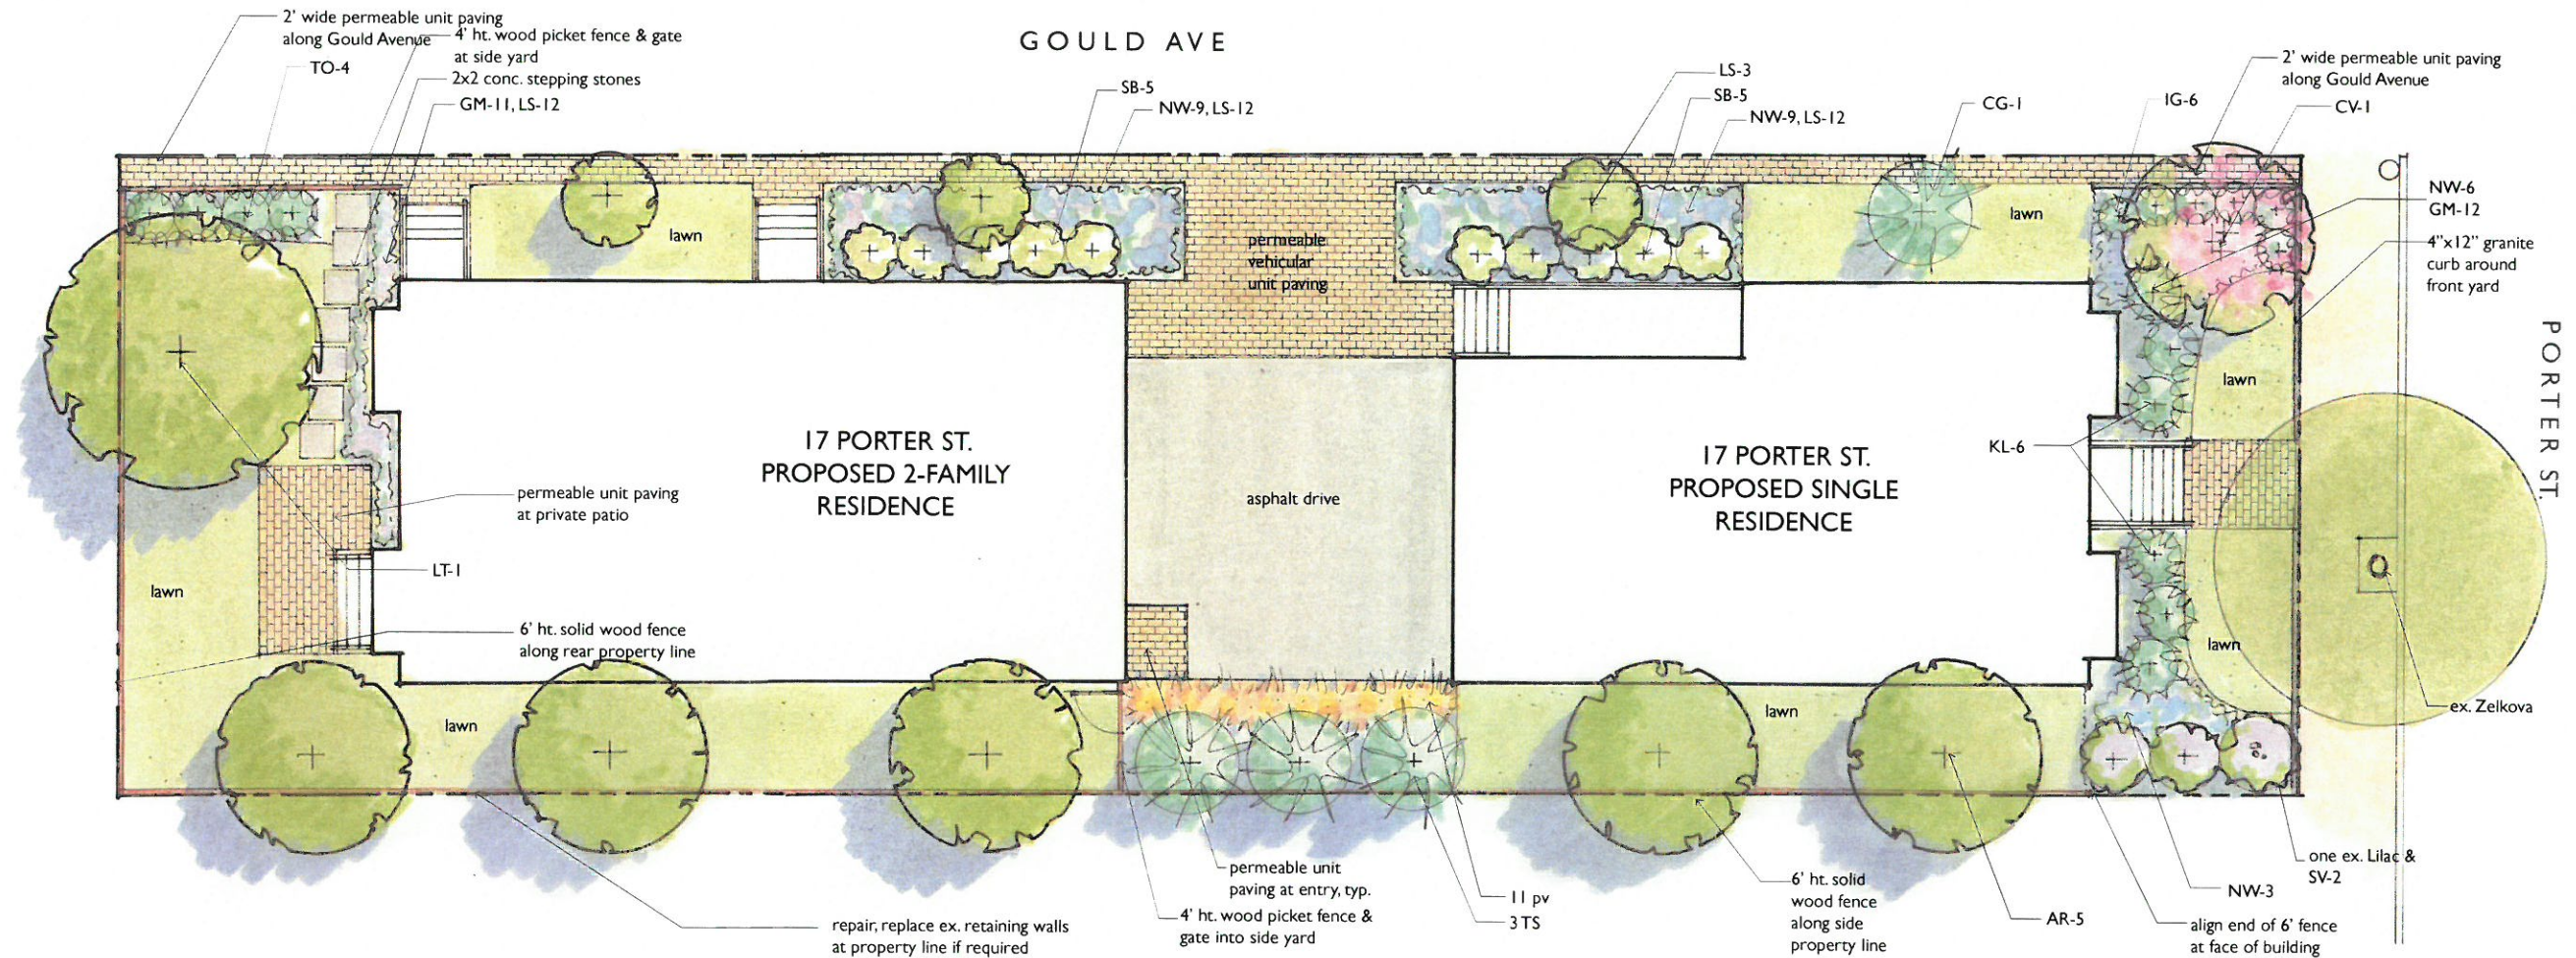 2' wide permeable unit paving
along Gould Avenue
4' ht. wood picket fence & gate
at side yard
TO-4
2x2 conc. stepping stones
GM-11, LS-12
GOULD AVE
SB-5
NW-9, LS-12
LS-3
SB-5
NW-9, LS-12
CG-1
IG-6
2' wide permeable unit paving
along Gould Avenue
CV-1
NW-6
GM-12
4"x12" granite
curb around
front yard
PORTER ST.
lawn
permeable
vehicular
unit paving
lawn
lawn
17 PORTER ST.
PROPOSED 2-FAMILY
RESIDENCE
asphalt drive
17 PORTER ST.
PROPOSED SINGLE
RESIDENCE
KL-6
permeable unit paving
at private patio
LT-1
lawn
6' ht. solid wood fence
along rear property line
lawn
lawn
lawn
ex. Zelkova
one ex. Lilac &
SV-2
NW-3
align end of 6' fence
at face of building
AR-5
6' ht. solid
wood fence
along side
property line
11 pv
3 TS
permeable unit
paving at entry, typ.
4' ht. wood picket fence &
gate into side yard
repair, replace ex. retaining walls
at property line if required